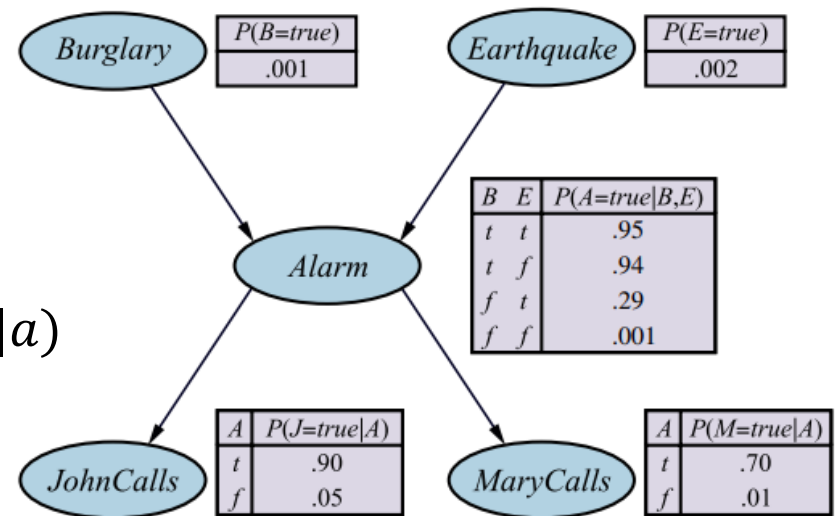 Burglary
P(B=true)
.001
Earthquake
P(E=true)
.002
B E P(A=true|B,E)
t t .95
t f .94
f t .29
f f .001
Alarm
|a)
A P(J=true|A)
t .90
f .05
JohnCalls
A P(M=true|A)
t .70
f .01
MaryCalls